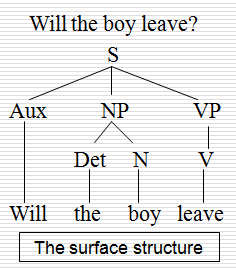 Will the boy leave?
S
Aux NP VP
Det N V
Will the boy leave
The surface structure